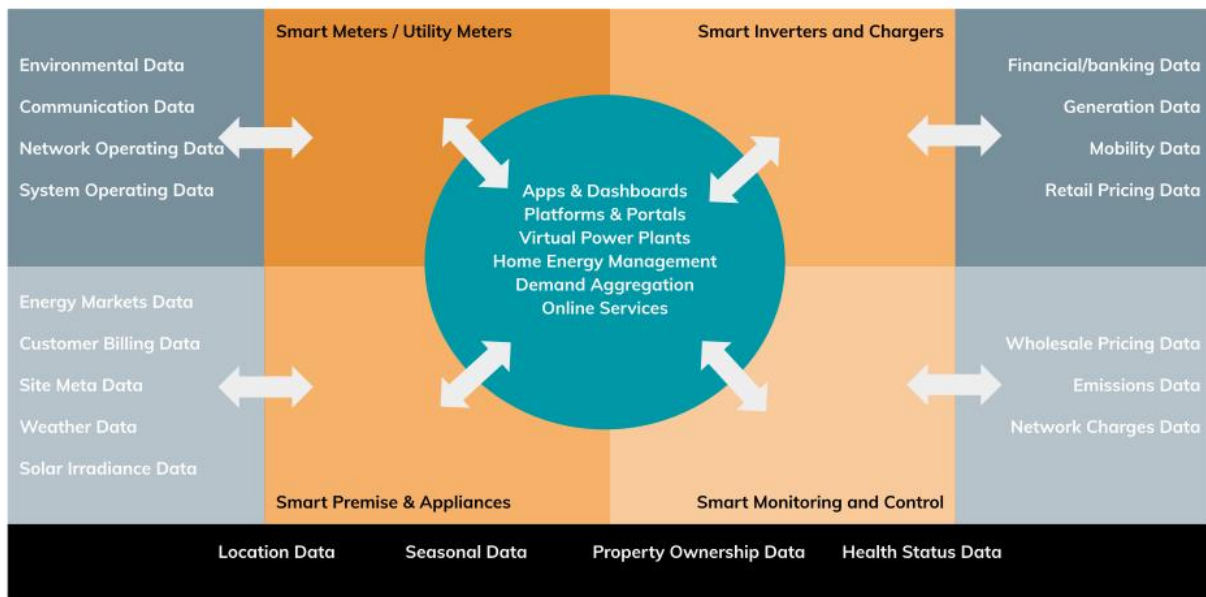 Smart Meters / Utility Meters
Smart Inverters and Chargers
Environmental Data
Communication Data
Network Operating Data
System Operating Data
Financial/banking Data
Generation Data
Mobility Data
Retail Pricing Data
Apps & Dashboards
Platforms & Portals
Virtual Power Plants
Home Energy Management
Demand Aggregation
Online Services
Energy Markets Data
Customer Billing Data
Site Meta Data
Weather Data
Solar Irradiance Data
Wholesale Pricing Data
Emissions Data
Network Charges Data
Smart Premise & Appliances
Smart Monitoring and Control
Location Data
Seasonal Data
Property Ownership Data
Health Status Data